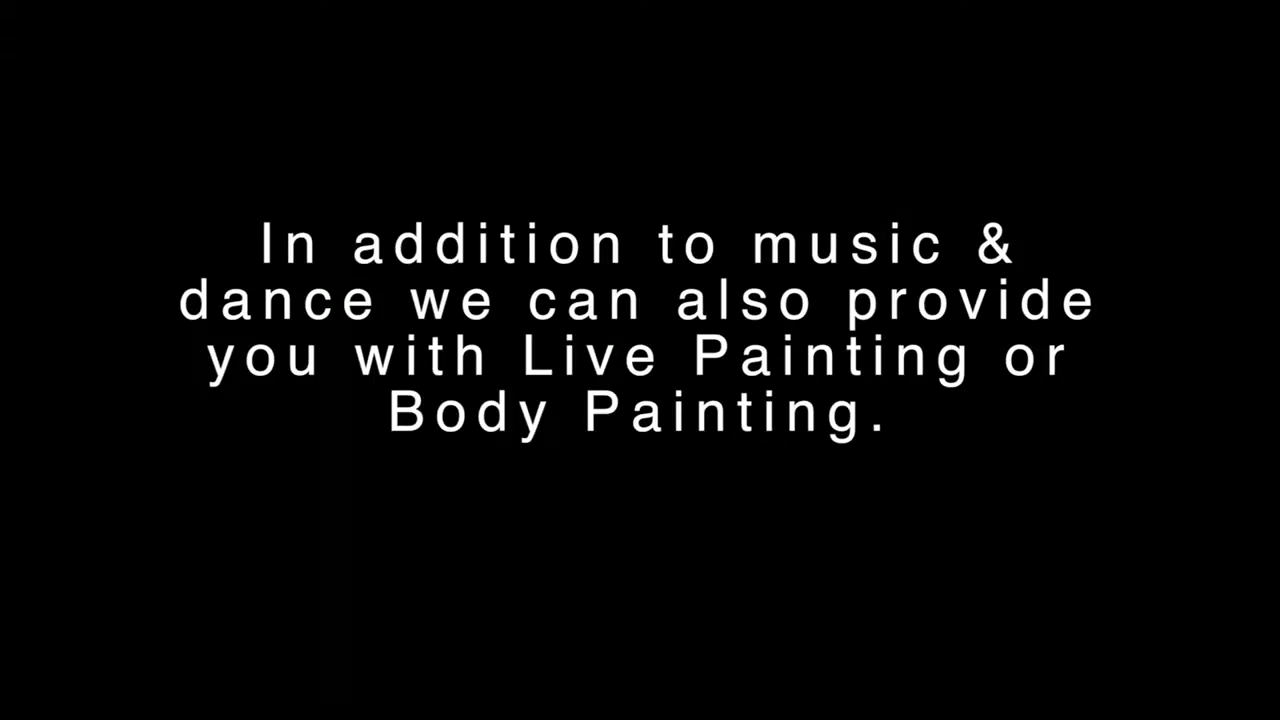 In addition to music &
dance we can also provide
you with Live Painting or
Body Painting.